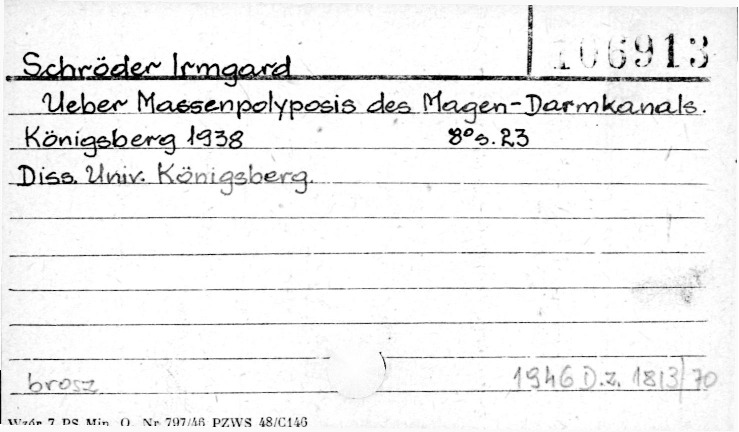 106913
Schröder Irmgard
Ueber Massenpolyposis des Magen-Darmkanals.
Königsberg 1938 8° s. 23
Diss. Univ. Königsberg.
brosz 1946 D.z. 1813/70
Wzór 7 PS Min. O. Nr 797/46 PZWS 48/C146